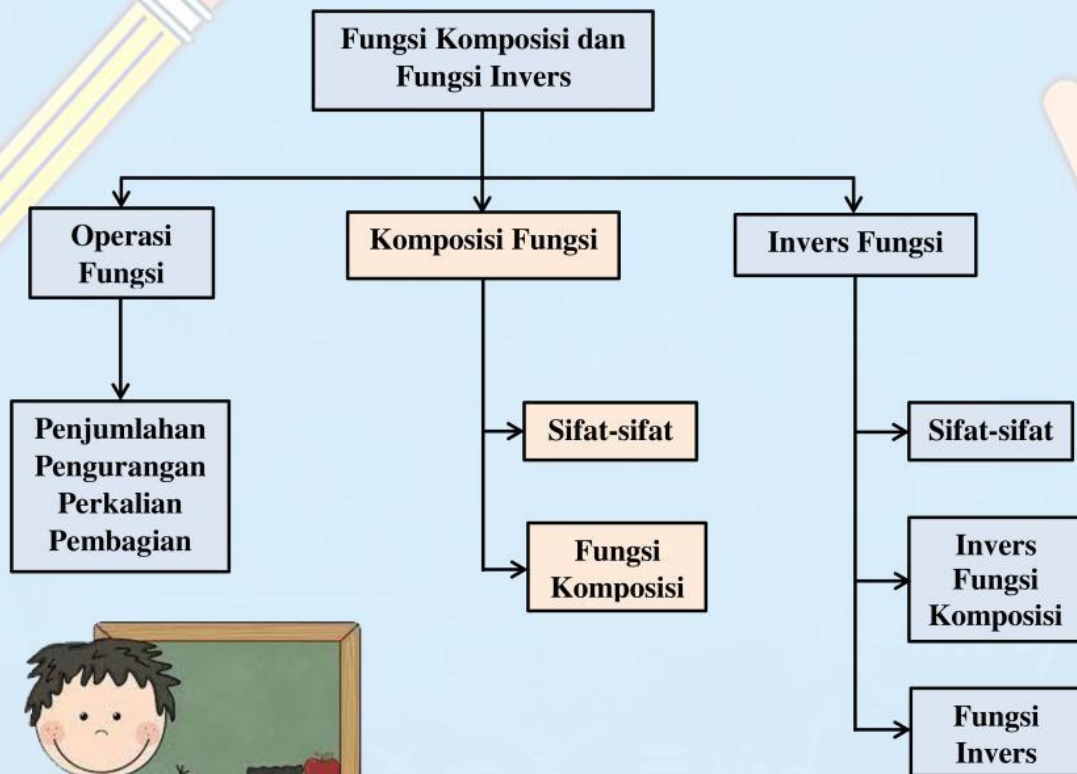 Fungsi Komposisi dan
Fungsi Invers
Operasi
Fungsi
Komposisi Fungsi
Invers Fungsi
Penjumlahan
Pengurangan
Perkalian
Pembagian
Sifat-sifat
Fungsi
Komposisi
Sifat-sifat
Invers
Fungsi
Komposisi
Fungsi
Invers